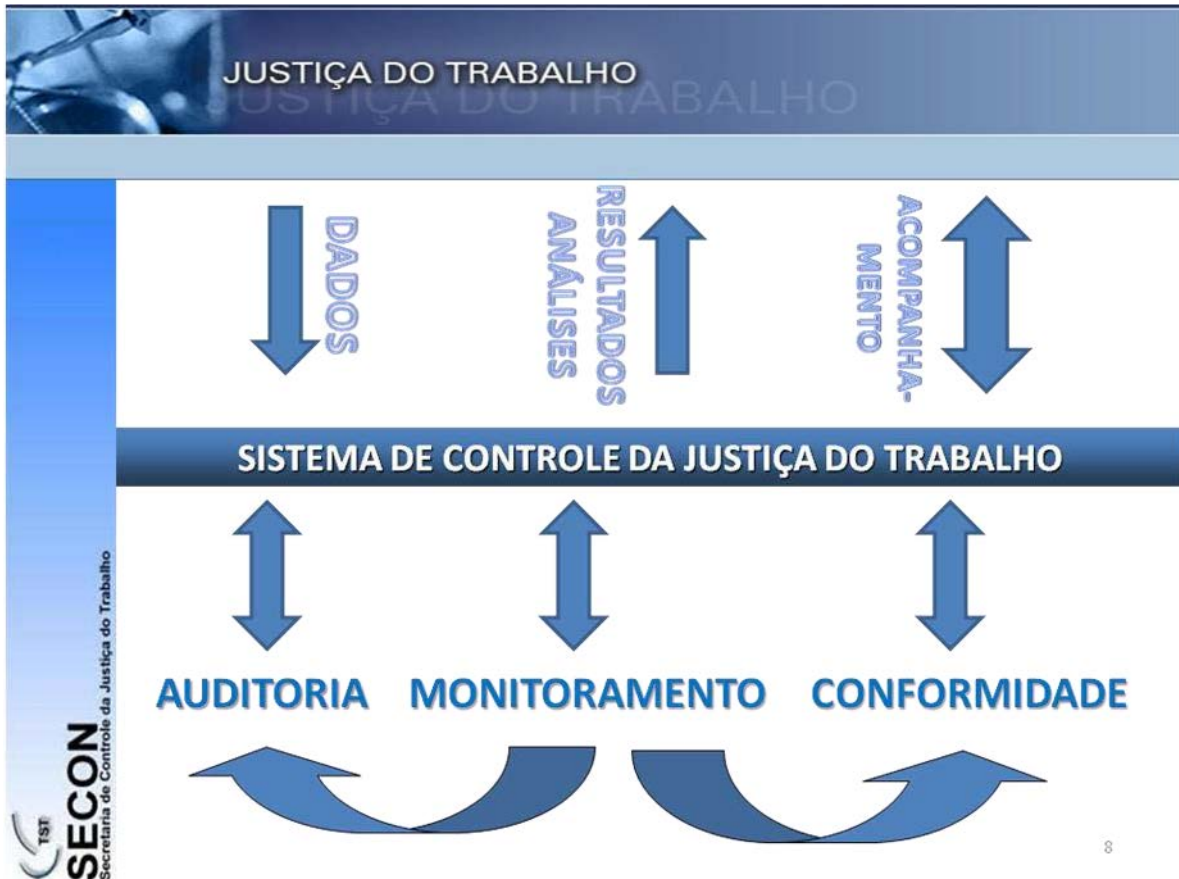 JUSTIÇA DO TRABALHO
JUSTIÇA DO TRABALHO
DADOS
RESULTADOS
ANÁLISES
ACOMPANHA-
MENTO
SISTEMA DE CONTROLE DA JUSTIÇA DO TRABALHO
AUDITORIA
MONITORAMENTO
CONFORMIDADE
TST
SECON
Secretaria de Controle da Justiça do Trabalho
8